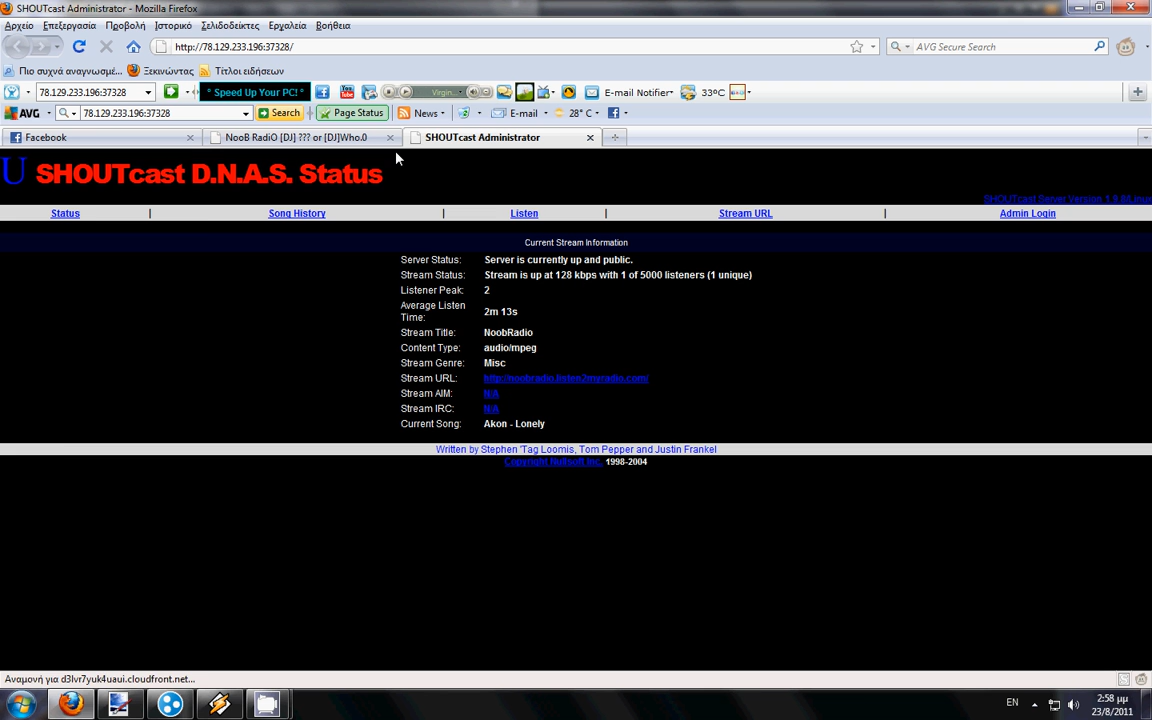 SHOUTcast Administrator - Mozilla Firefox
Αρχείο Επεξεργασία Προβολή Ιστορικό Σελιδοδείκτες Εργαλεία Βοήθεια
http://78.129.233.196:37328/ AVG Secure Search
Πιο συχνά αναγνωσμέ... Ξεκινώντας Τίτλοι ειδήσεων
78.129.233.196:37328 ° Speed Up Your PC! ° Virgin... E-mail Notifier 33ºC
AVG 78.129.233.196:37328 Search Page Status News E-mail 28° C
Facebook NooB RadiO [DJ] ??? or [DJ]Who.0 SHOUTcast Administrator
U SHOUTcast D.N.A.S. Status
SHOUTcast Server Version 1.9.8/Linux
Status | Song History | Listen | Stream URL | Admin Login
Current Stream Information
Server Status: Server is currently up and public.
Stream Status: Stream is up at 128 kbps with 1 of 5000 listeners (1 unique)
Listener Peak: 2
Average Listen Time: 2m 13s
Stream Title: NoobRadio
Content Type: audio/mpeg
Stream Genre: Misc
Stream URL: http://noobradio.listen2myradio.com/
Stream AIM: N/A
Stream IRC: N/A
Current Song: Akon - Lonely
Written by Stephen 'Tag Loomis, Tom Pepper and Justin Frankel
Copyright Nullsoft Inc. 1998-2004
Αναμονή για d3lvr7yuk4uaui.cloudfront.net...
EN 2:58 μμ
23/8/2011